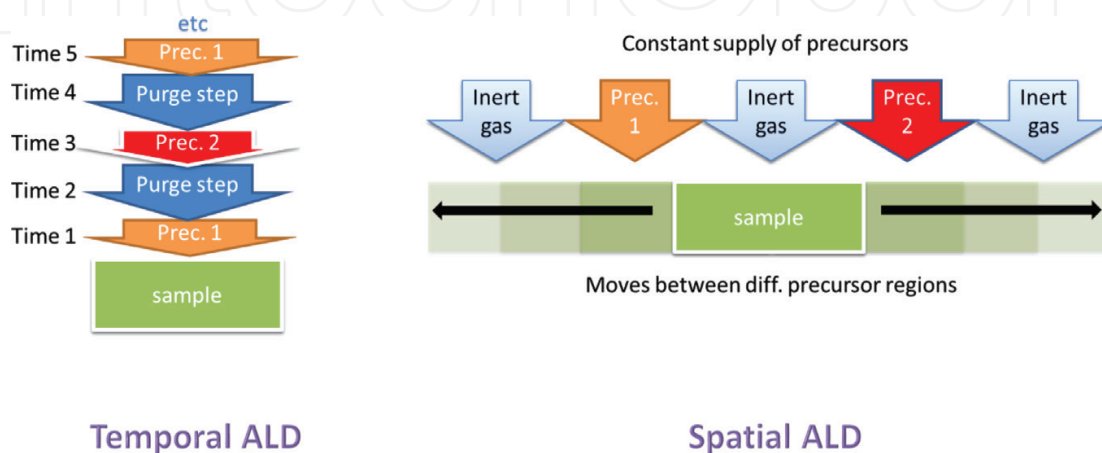 etc
Time 5
Prec. 1
Time 4
Purge step
Time 3
Prec. 2
Time 2
Purge step
Time 1
Prec. 1
sample
Temporal ALD
Constant supply of precursors
Inert
gas
Prec.
1
Inert
gas
Prec.
2
Inert
gas
sample
Moves between diff. precursor regions
Spatial ALD